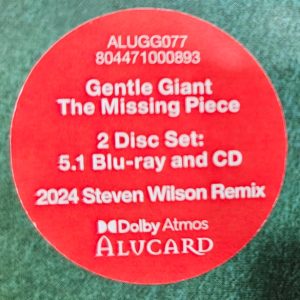 ALUGG077
804471000893
Gentle Giant
The Missing Piece
2 Disc Set:
5.1 Blu-ray and CD
2024 Steven Wilson Remix
Dolby Atmos
ALUCARD